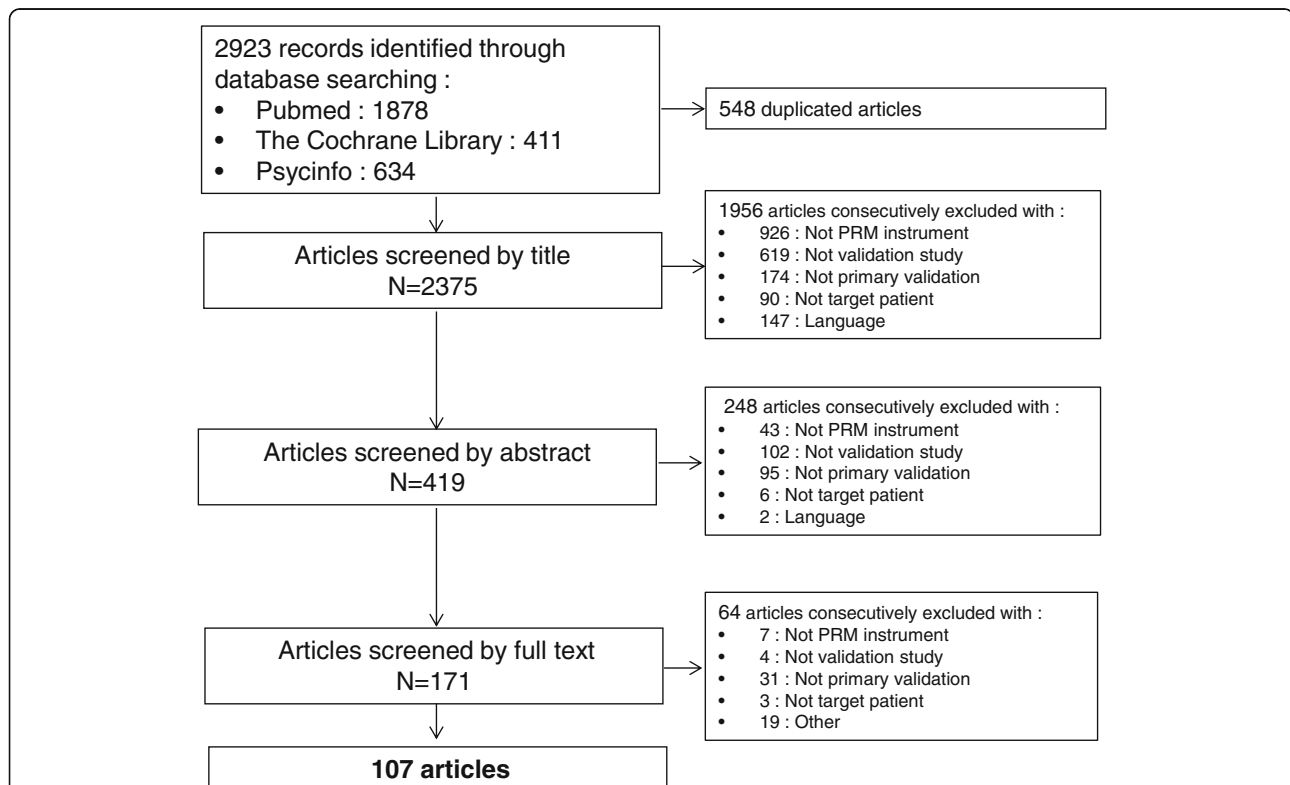 2923 records identified through
database searching :
• Pubmed : 1878
• The Cochrane Library : 411
• Psycinfo : 634
548 duplicated articles
Articles screened by title
N=2375
1956 articles consecutively excluded with :
• 926 : Not PRM instrument
• 619 : Not validation study
• 174 : Not primary validation
• 90 : Not target patient
• 147 : Language
Articles screened by abstract
N=419
248 articles consecutively excluded with :
• 43 : Not PRM instrument
• 102 : Not validation study
• 95 : Not primary validation
• 6 : Not target patient
• 2 : Language
Articles screened by full text
N=171
64 articles consecutively excluded with :
• 7 : Not PRM instrument
• 4 : Not validation study
• 31 : Not primary validation
• 3 : Not target patient
• 19 : Other
107 articles